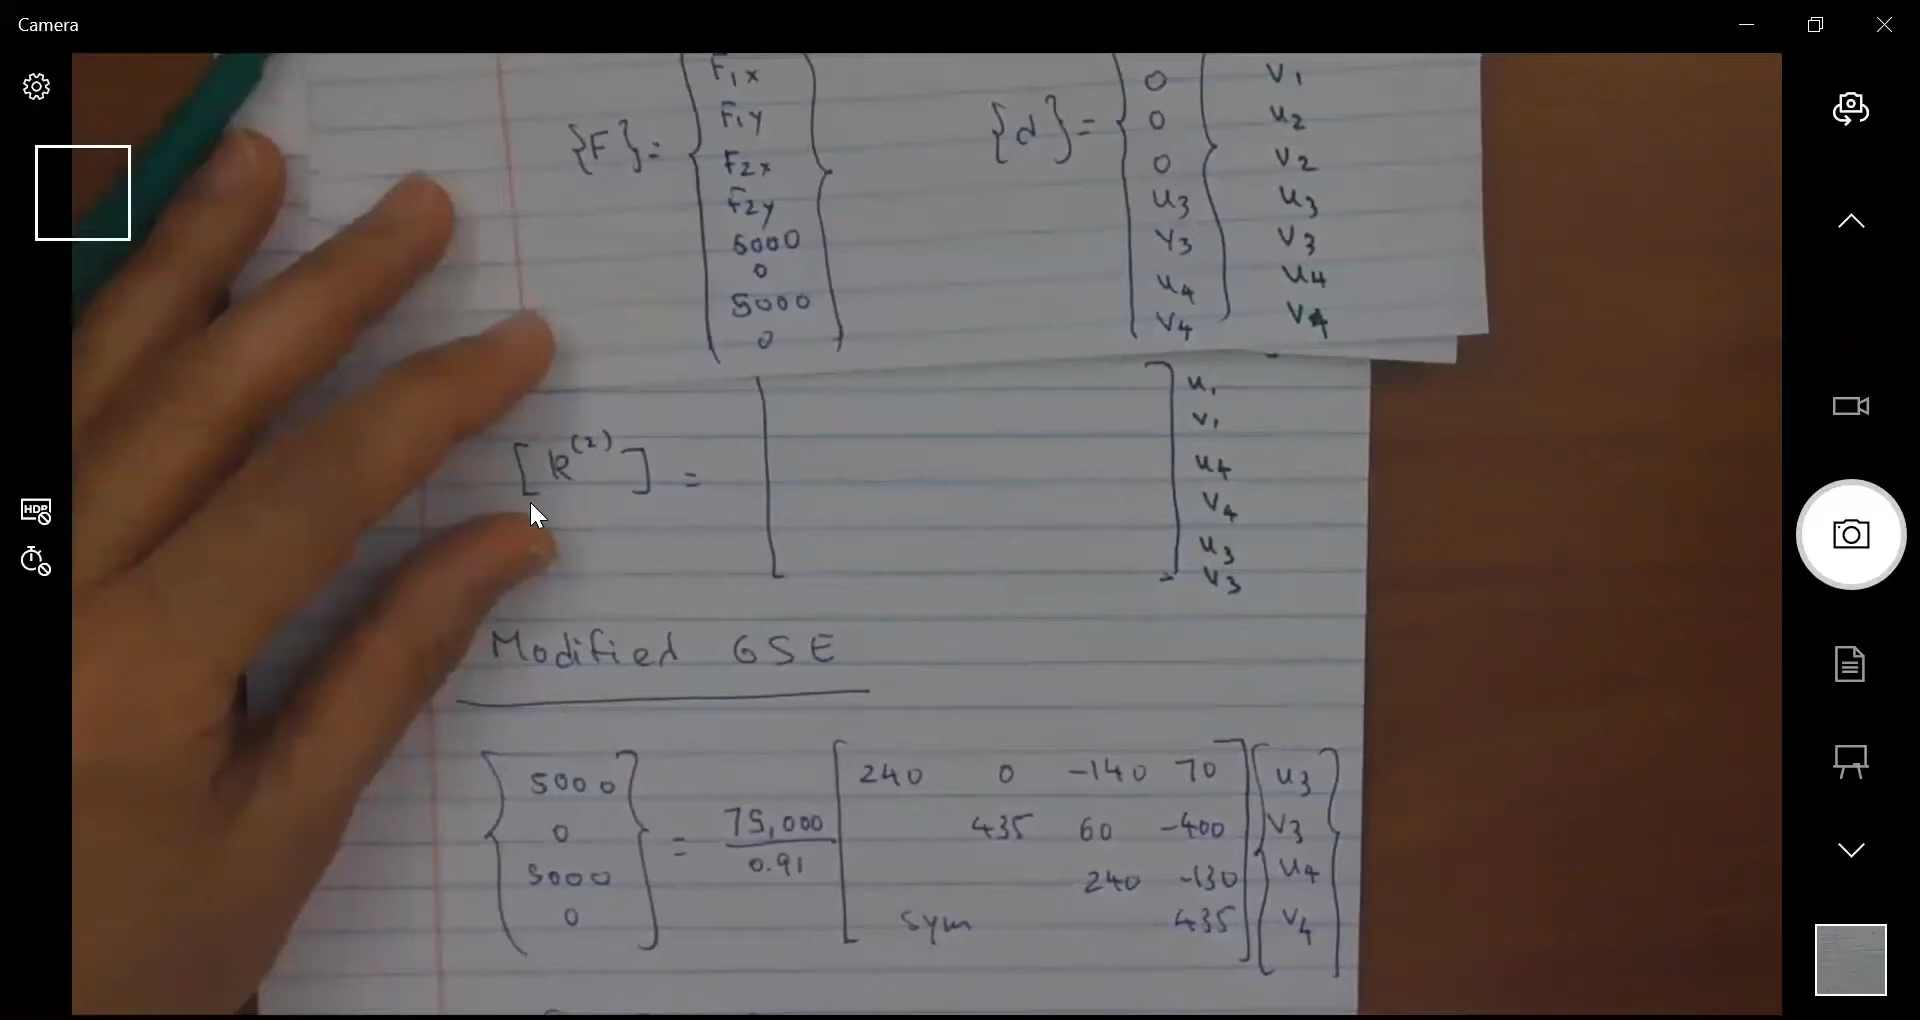 Camera
F1x
F1y
{F} =
F2x
F2y
5000
0
5000
0
{d} =
0
0
0
u3
v3
u4
v4
v1
u2
v2
u3
v3
u4
v4
[k^(2)] =
u1
v1
u4
v4
u3
v3
Modified GSE
5000
0
5000
0
= 75,000 / 0.91
240 0 -140 70
435 60 -400
240 -130
sym 435
u3
v3
u4
v4
HDR